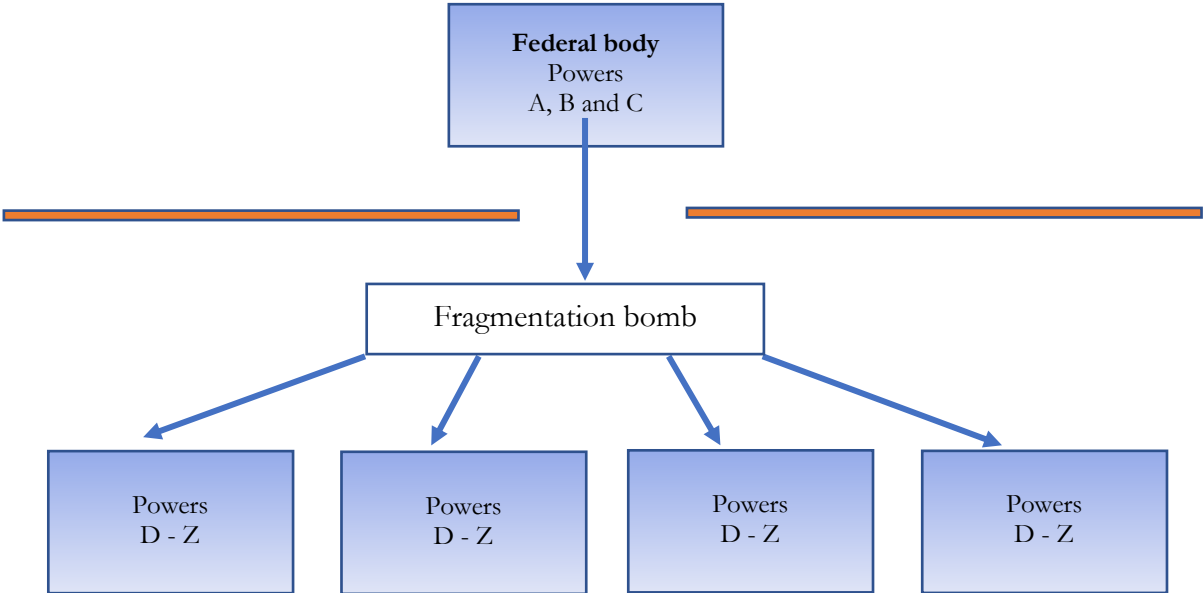 Federal body
Powers
A, B and C
Fragmentation bomb
Powers
D - Z
Powers
D - Z
Powers
D - Z
Powers
D - Z